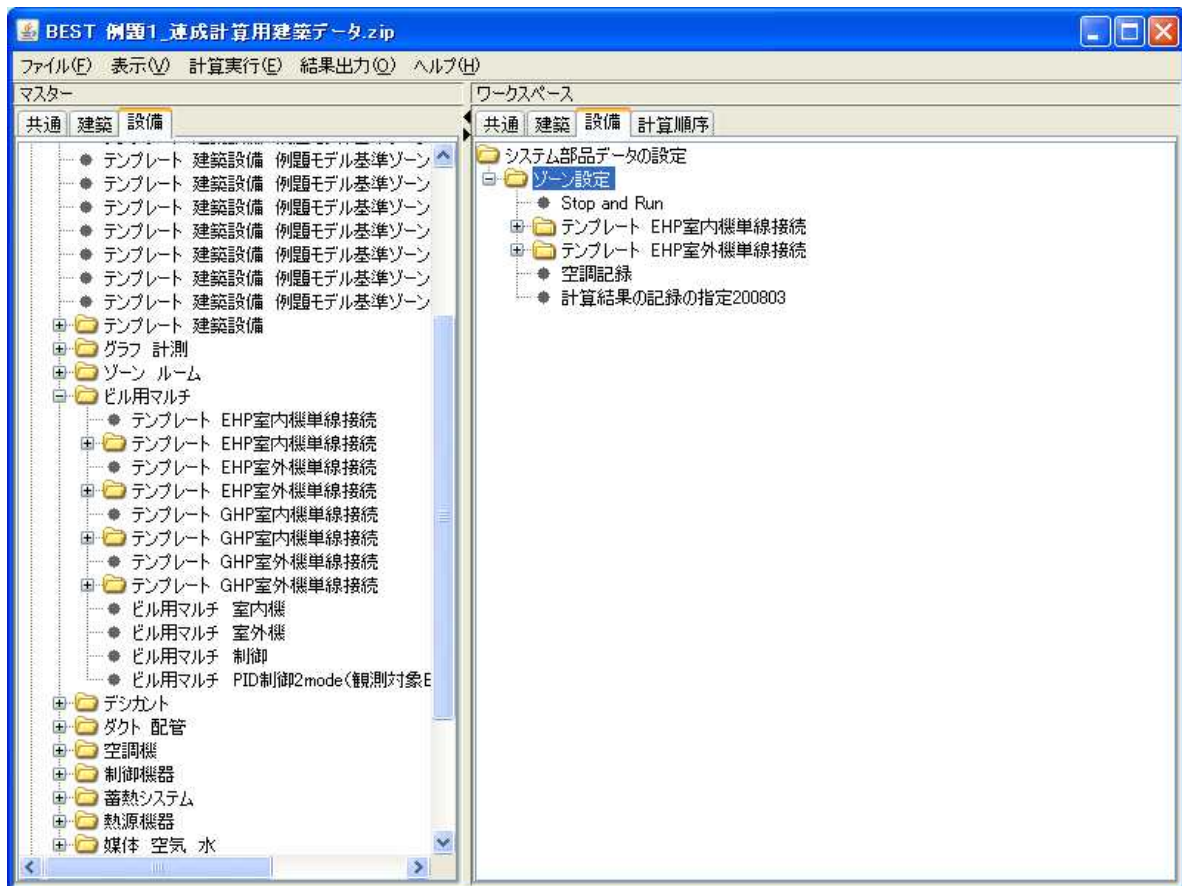 BEST 例題1_連成計算用建築データ.zip
ファイル(F) 表示(V) 計算実行(E) 結果出力(O) ヘルプ(H)
マスター
共通 建築 設備
テンプレート 建築設備 例題モデル基準ゾーン
テンプレート 建築設備 例題モデル基準ゾーン
テンプレート 建築設備 例題モデル基準ゾーン
テンプレート 建築設備 例題モデル基準ゾーン
テンプレート 建築設備 例題モデル基準ゾーン
テンプレート 建築設備 例題モデル基準ゾーン
テンプレート 建築設備 例題モデル基準ゾーン
テンプレート 建築設備
グラフ 計測
ゾーン ルーム
ビル用マルチ
テンプレート EHP室内機単線接続
テンプレート EHP室内機単線接続
テンプレート EHP室外機単線接続
テンプレート EHP室外機単線接続
テンプレート GHP室内機単線接続
テンプレート GHP室内機単線接続
テンプレート GHP室外機単線接続
テンプレート GHP室外機単線接続
ビル用マルチ 室内機
ビル用マルチ 室外機
ビル用マルチ 制御
ビル用マルチ PID制御2mode(観測対象E
デシカント
ダクト 配管
空調機
制御機器
蓄熱システム
熱源機器
媒体 空気 水
ワークスペース
共通 建築 設備 計算順序
システム部品データの設定
ゾーン設定
Stop and Run
テンプレート EHP室内機単線接続
テンプレート EHP室外機単線接続
空調記録
計算結果の記録の指定200803